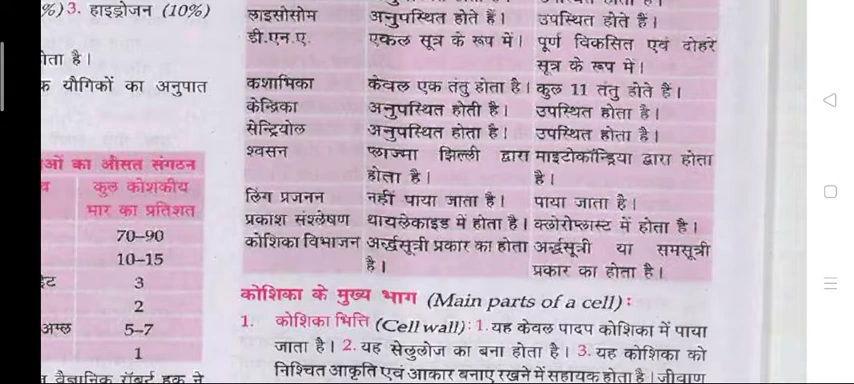 %) 3. हाइड्रोजन (10%)
होता है।
क यौगिकों का अनुपात
ओं का औसत संगठन
कुल कोशकीय
भार का प्रतिशत
70–90
10–15
3
2
अम्ल 5–7
1
वैज्ञानिक रॉबर्ट हुक ने
लाइसोसोम अनुपस्थित होते हैं। उपस्थित होते हैं।
डी.एन.ए. एकल सूत्र के रूप में। पूर्ण विकसित एवं दोहरे
सूत्र के रूप में।
कशाभिका केवल एक तंतु होता है। कुल 11 तंतु होते हैं।
केन्द्रिका अनुपस्थित होती है। उपस्थित होता है।
सेन्ट्रियोल अनुपस्थित होता है। उपस्थित होता है।
श्वसन प्लाज्मा झिल्ली द्वारा माइटोकॉन्ड्रिया द्वारा होता
होता है। है।
लिंग प्रजनन नहीं पाया जाता है। पाया जाता है।
प्रकाश संश्लेषण थायलेकाइड में होता है। क्लोरोप्लास्ट में होता है।
कोशिका विभाजन अर्द्धसूत्री प्रकार का होता अर्द्धसूत्री या समसूत्री
है। प्रकार का होता है।
कोशिका के मुख्य भाग (Main parts of a cell) :
1. कोशिका भित्ति (Cell wall) : 1. यह केवल पादप कोशिका में पाया
जाता है। 2. यह सेलुलोज का बना होता है। 3. यह कोशिका को
निश्चित आकृति एवं आकार बनाए रखने में सहायक होता है। जीवाणु